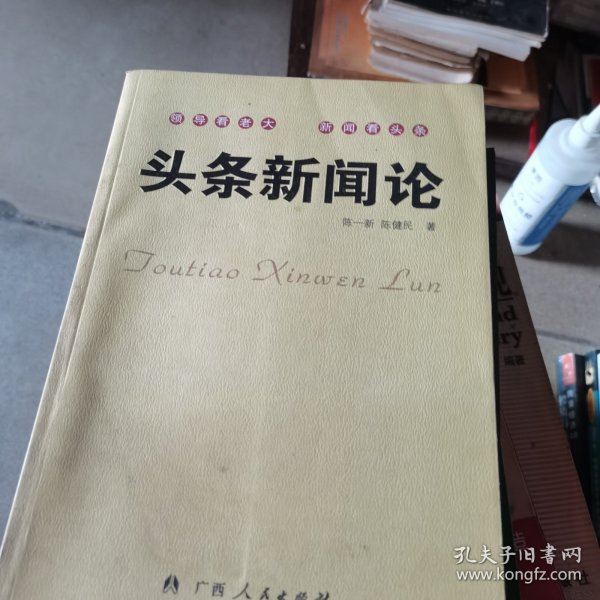 领导看老大 新闻看头条
头条新闻论
陈一新 陈健民 著
Toutiao Xinwen Lun
广西人民出版社
编著
孔夫子旧书网
www.kongfz.com